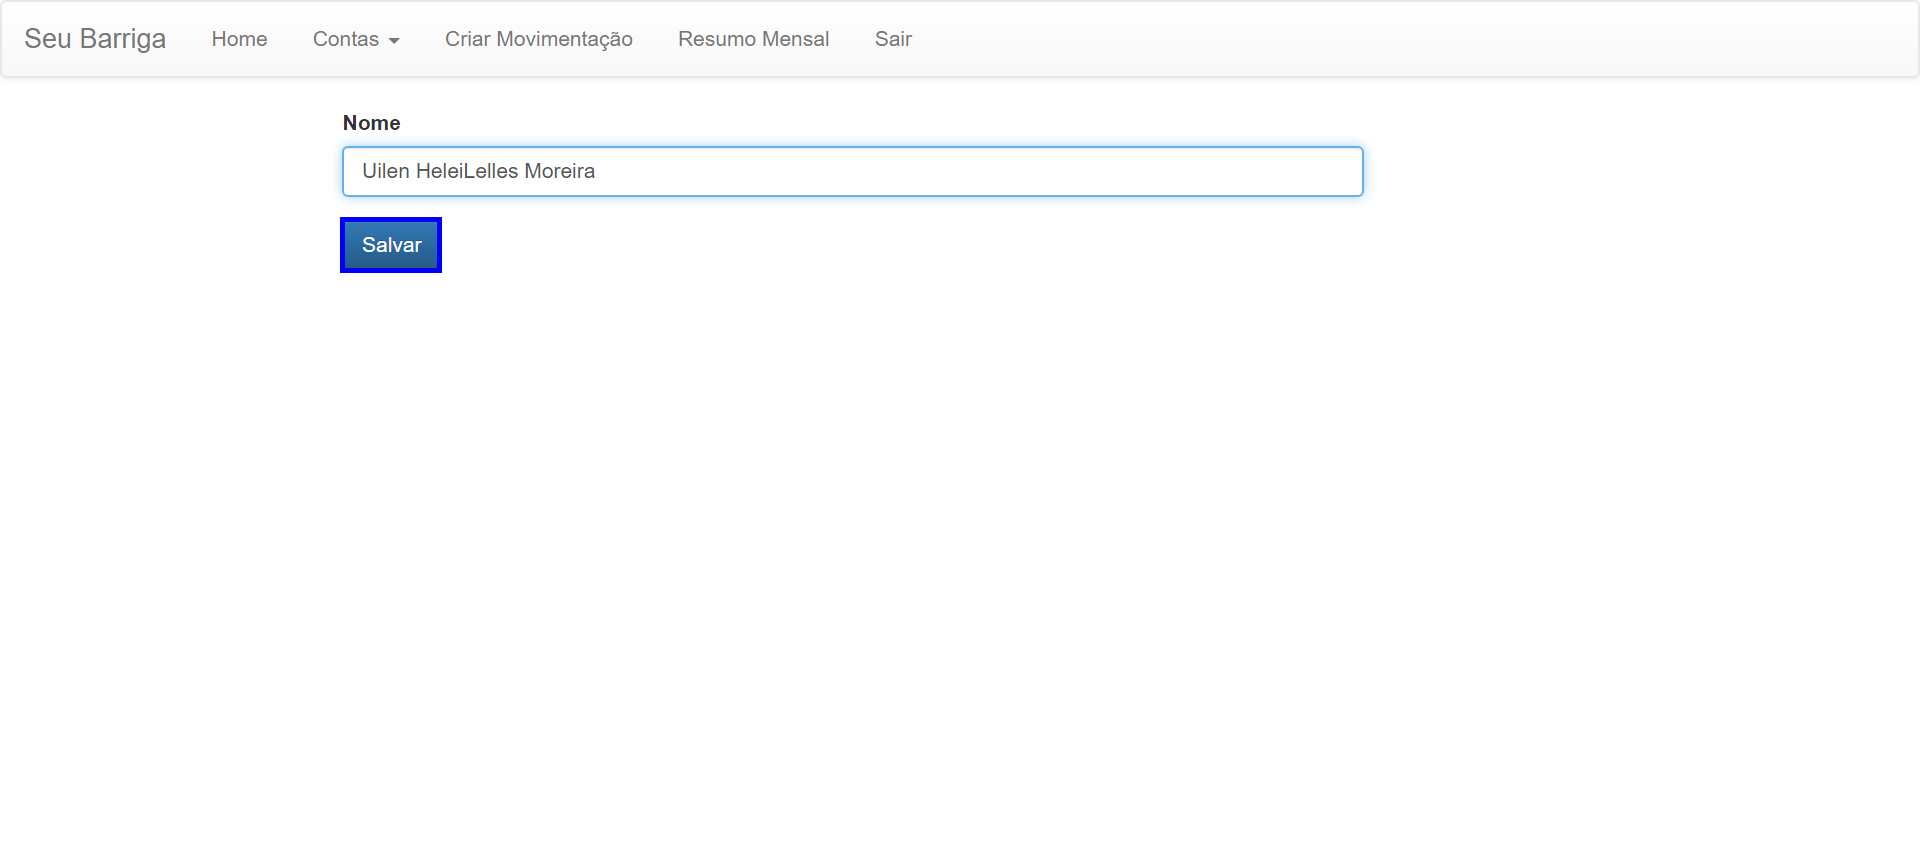 Seu Barriga Home Contas Criar Movimentação Resumo Mensal Sair
Nome
Uilen HeleiLelles Moreira
Salvar